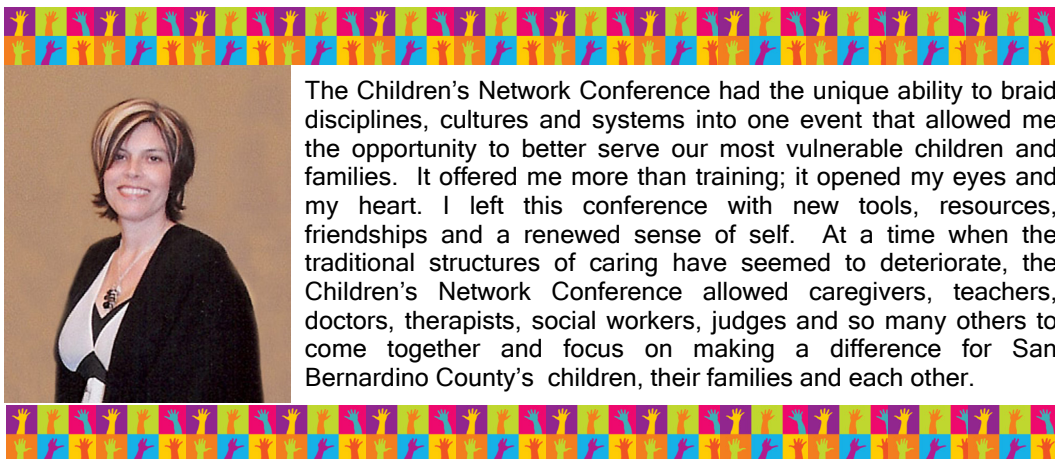 The Children’s Network Conference had the unique ability to braid
disciplines, cultures and systems into one event that allowed me
the opportunity to better serve our most vulnerable children and
families.  It offered me more than training; it opened my eyes and
my heart. I left this conference with new tools, resources,
friendships and a renewed sense of self.  At a time when the
traditional structures of caring have seemed to deteriorate, the
Children’s Network Conference allowed caregivers, teachers,
doctors, therapists, social workers, judges and so many others to
come together and focus on making a difference for San
Bernardino County’s  children, their families and each other.